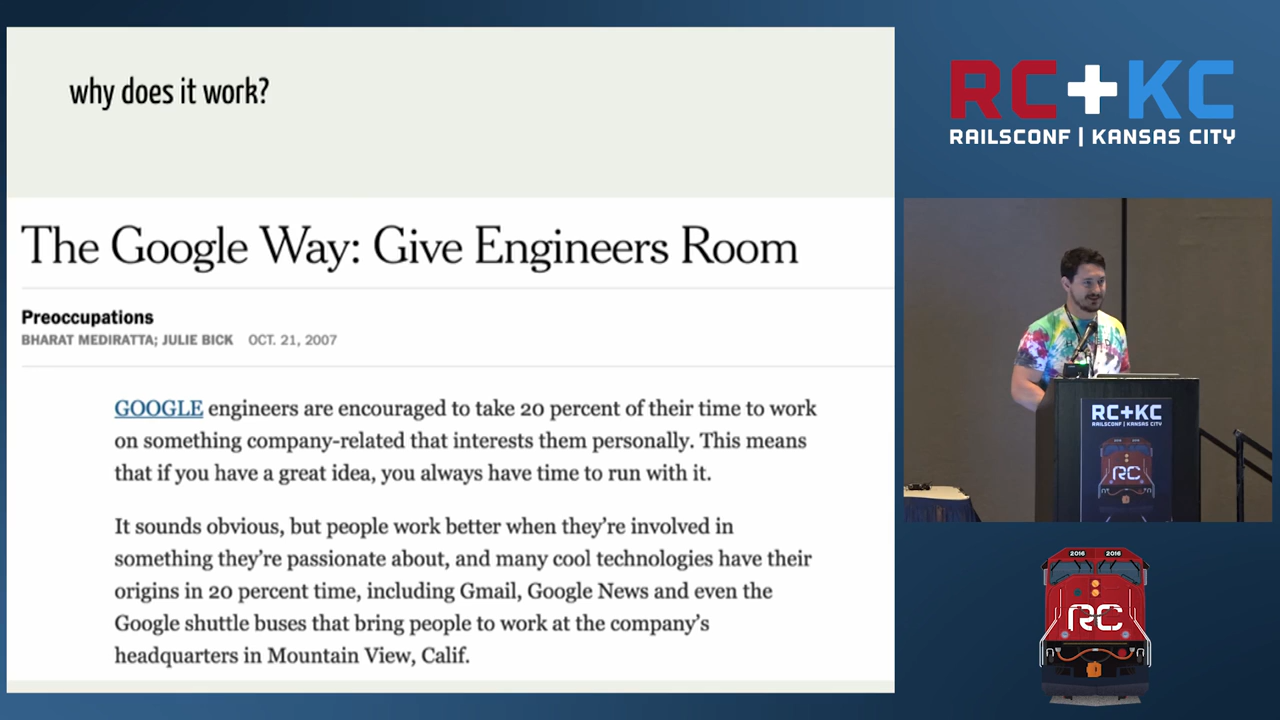 why does it work?
The Google Way: Give Engineers Room
Preoccupations
BHARAT MEDIRATTA; JULIE BICK OCT. 21, 2007
GOOGLE engineers are encouraged to take 20 percent of their time to work
on something company-related that interests them personally. This means
that if you have a great idea, you always have time to run with it.
It sounds obvious, but people work better when they’re involved in
something they’re passionate about, and many cool technologies have their
origins in 20 percent time, including Gmail, Google News and even the
Google shuttle buses that bring people to work at the company’s
headquarters in Mountain View, Calif.
RC+KC
RAILSCONF | KANSAS CITY
RC+KC
RAILSCONF | KANSAS CITY
RC
2016 2016
RC